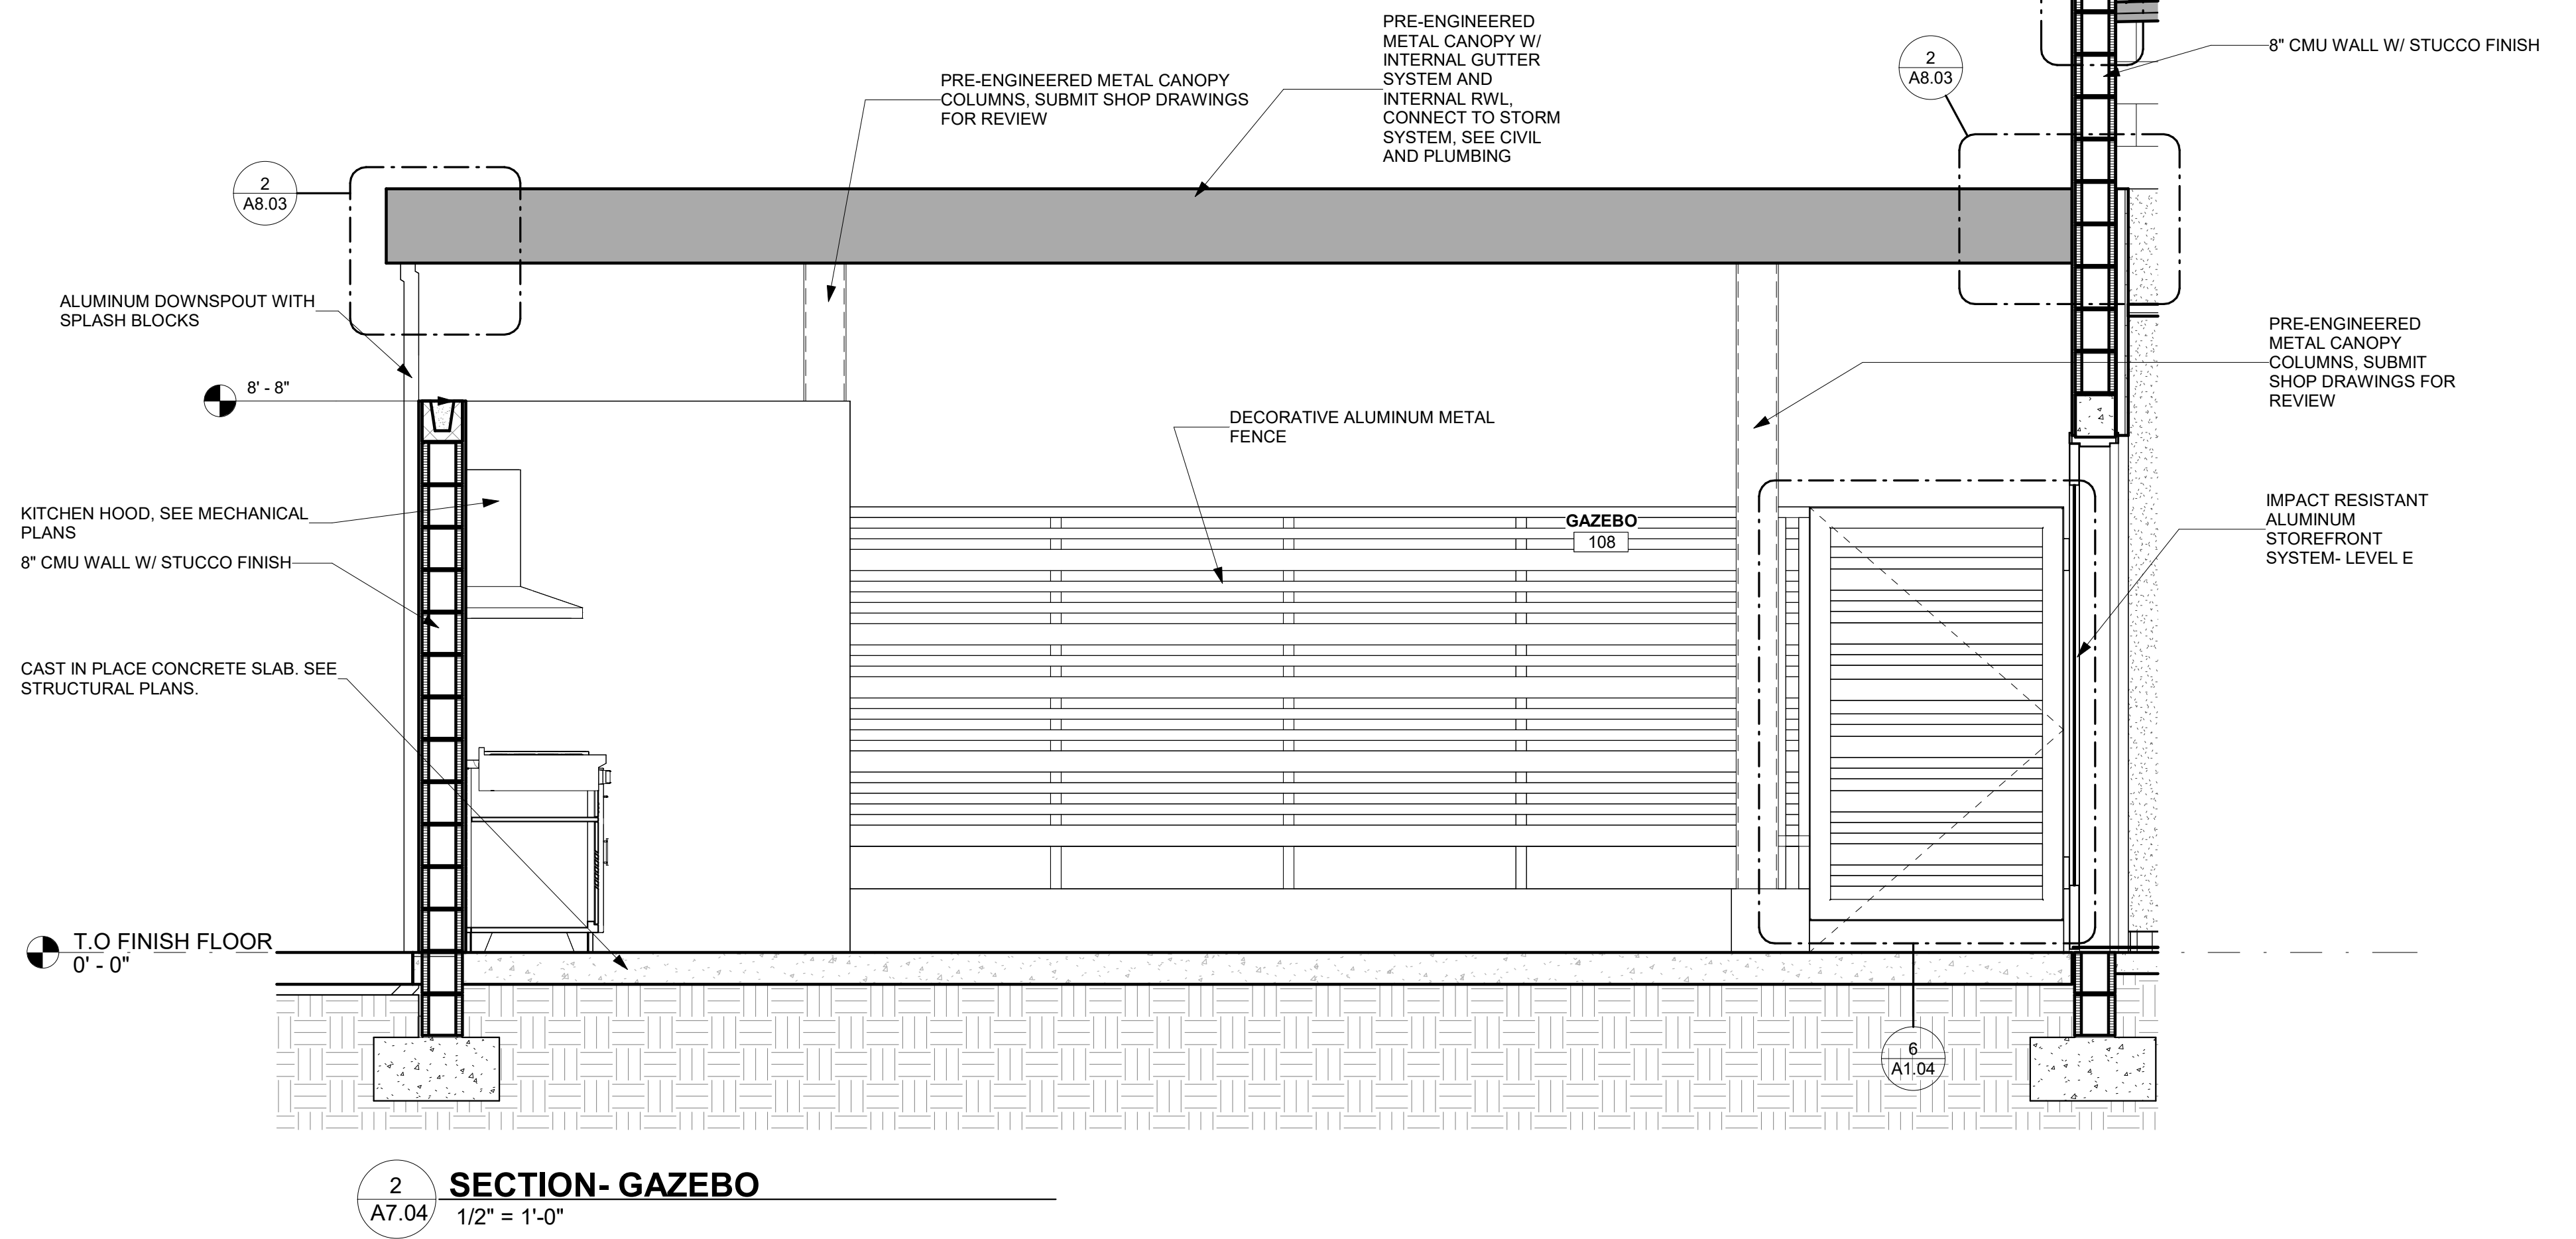 PRE-ENGINEERED
METAL CANOPY W/
INTERNAL GUTTER
SYSTEM AND
INTERNAL RWL,
CONNECT TO STORM
SYSTEM, SEE CIVIL
AND PLUMBING
8" CMU WALL W/ STUCCO FINISH
2
A8.03
PRE-ENGINEERED METAL CANOPY
COLUMNS, SUBMIT SHOP DRAWINGS
FOR REVIEW
2
A8.03
ALUMINUM DOWNSPOUT WITH
SPLASH BLOCKS
PRE-ENGINEERED
METAL CANOPY
COLUMNS, SUBMIT
SHOP DRAWINGS FOR
REVIEW
8' - 8"
DECORATIVE ALUMINUM METAL
FENCE
KITCHEN HOOD, SEE MECHANICAL
PLANS
GAZEBO
108
IMPACT RESISTANT
ALUMINUM
STOREFRONT
SYSTEM- LEVEL E
8" CMU WALL W/ STUCCO FINISH
CAST IN PLACE CONCRETE SLAB. SEE
STRUCTURAL PLANS.
T.O FINISH FLOOR
0' - 0"
6
A1.04
2
A7.04
SECTION- GAZEBO
1/2" = 1'-0"